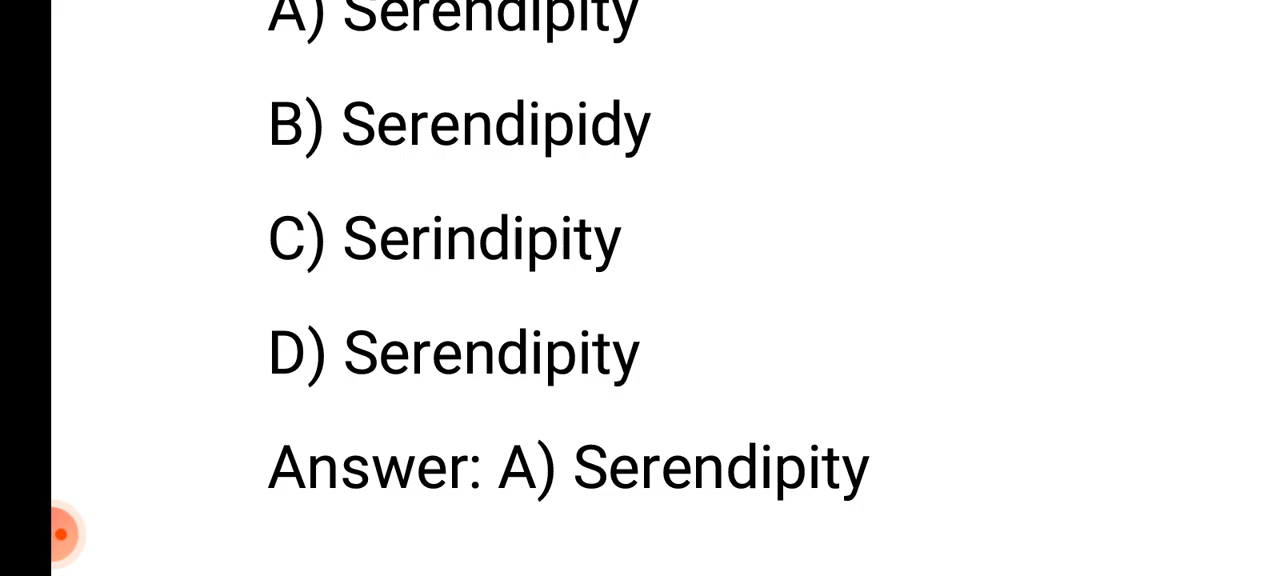 A) Serendipity
B) Serendipidy
C) Serindipity
D) Serendipity
Answer: A) Serendipity